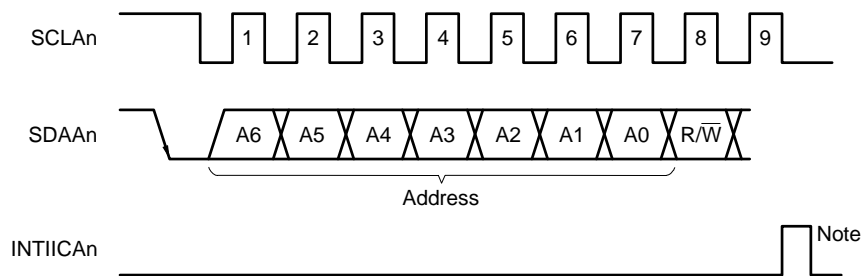 SCLAn 1 2 3 4 5 6 7 8 9
SDAAn A6 A5 A4 A3 A2 A1 A0 R/W̅
Address
INTIICAn Note